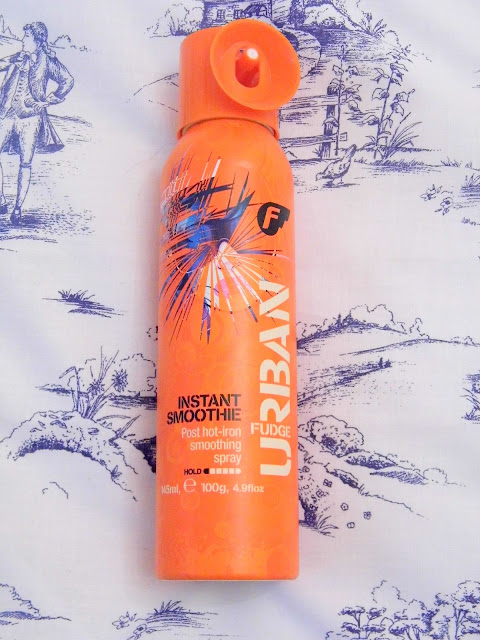 F
URBAN
FUDGE
INSTANT
SMOOTHIE
Post hot-iron
smoothing
spray
HOLD
145ml, e 100g, 4.9floz